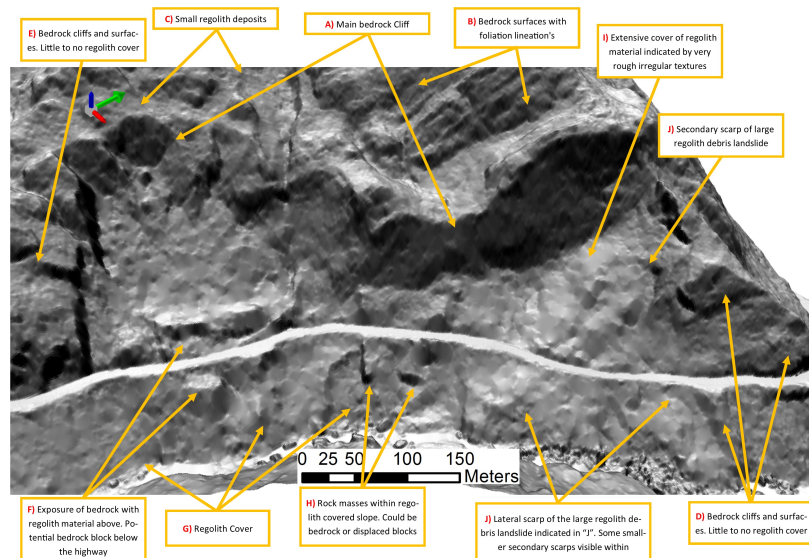 C) Small regolith deposits
A) Main bedrock Cliff
B) Bedrock surfaces with
foliation lineation's
E) Bedrock cliffs and surfac-
es. Little to no regolith cover
I) Extensive cover of regolith
material indicated by very
rough irregular textures
J) Secondary scarp of large
regolith debris landslide
0 25 50 100 150
Meters
F) Exposure of bedrock with
regolith material above. Po-
tential bedrock block below
the highway
G) Regolith Cover
H) Rock masses within rego-
lith covered slope. Could be
bedrock or displaced blocks
J) Lateral scarp of the large regolith de-
bris landslide indicated in “J”. Some small-
er secondary scarps visible within
D) Bedrock cliffs and surfac-
es. Little to no regolith cover